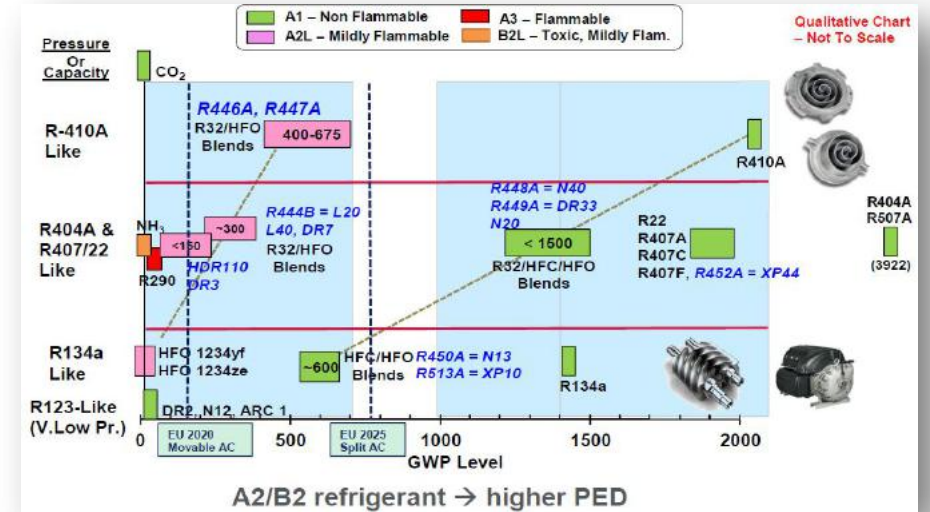 A1 – Non Flammable
A3 – Flammable
A2L – Mildly Flammable
B2L – Toxic, Mildly Flam.
Qualitative Chart
– Not To Scale
Pressure
Or
Capacity
CO2
R-410A
Like
R446A, R447A
R32/HFO
Blends
400-675
R410A
R404A &
R407/22
Like
NH3
<150
~300
R290
HDR110
DR3
R444B = L20
L40, DR7
R32/HFO
Blends
R448A = N40
R449A = DR33
N20
< 1500
R32/HFC/HFO
Blends
R22
R407A
R407C
R407F, R452A = XP44
R404A
R507A
(3922)
R134a
Like
HFO 1234yf
HFO 1234ze
~600
HFC/HFO
Blends
R450A = N13
R513A = XP10
R134a
R123-Like
(V.Low Pr.)
DR2, N12, ARC 1
0
500
1000
1500
2000
EU 2020
Movable AC
EU 2025
Split AC
GWP Level
A2/B2 refrigerant → higher PED